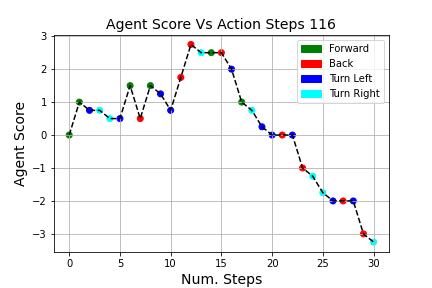 Agent Score Vs Action Steps 116
Agent Score
3
2
1
0
−1
−2
−3
Forward
Back
Turn Left
Turn Right
0 5 10 15 20 25 30
Num. Steps